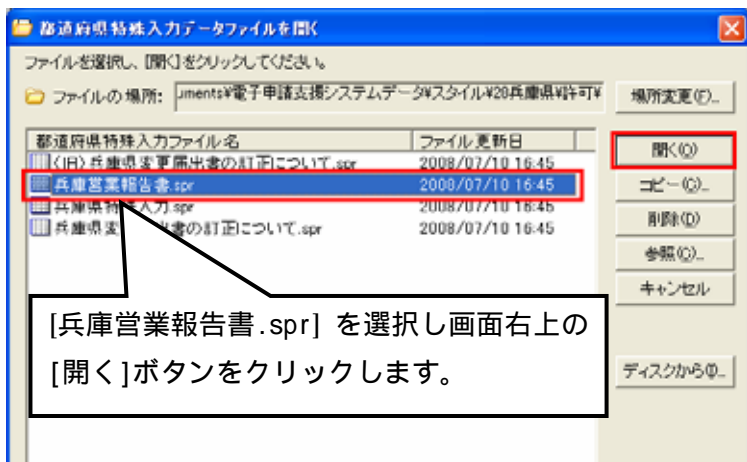 都道府県特殊入力データファイルを開く
ファイルを選択し、[開く]をクリックしてください。
ファイルの場所: uments¥電子申請支援システムデータ¥スタイル¥28兵庫県¥許可¥ 場所変更(F)...
都道府県特殊入力ファイル名 ファイル更新日
〈旧〉兵庫県変更届出書の訂正について.spr 2008/07/10 16:45
兵庫営業報告書.spr 2008/07/10 16:45
兵庫県特殊入力.spr 2008/07/10 16:45
兵庫県変 書の訂正について.spr 2008/07/10 16:45
開く(O)
コピー(C)...
削除(D)
参照(G)...
キャンセル
ディスクから(I)...
[兵庫営業報告書.spr] を選択し画面右上の
[開く]ボタンをクリックします。